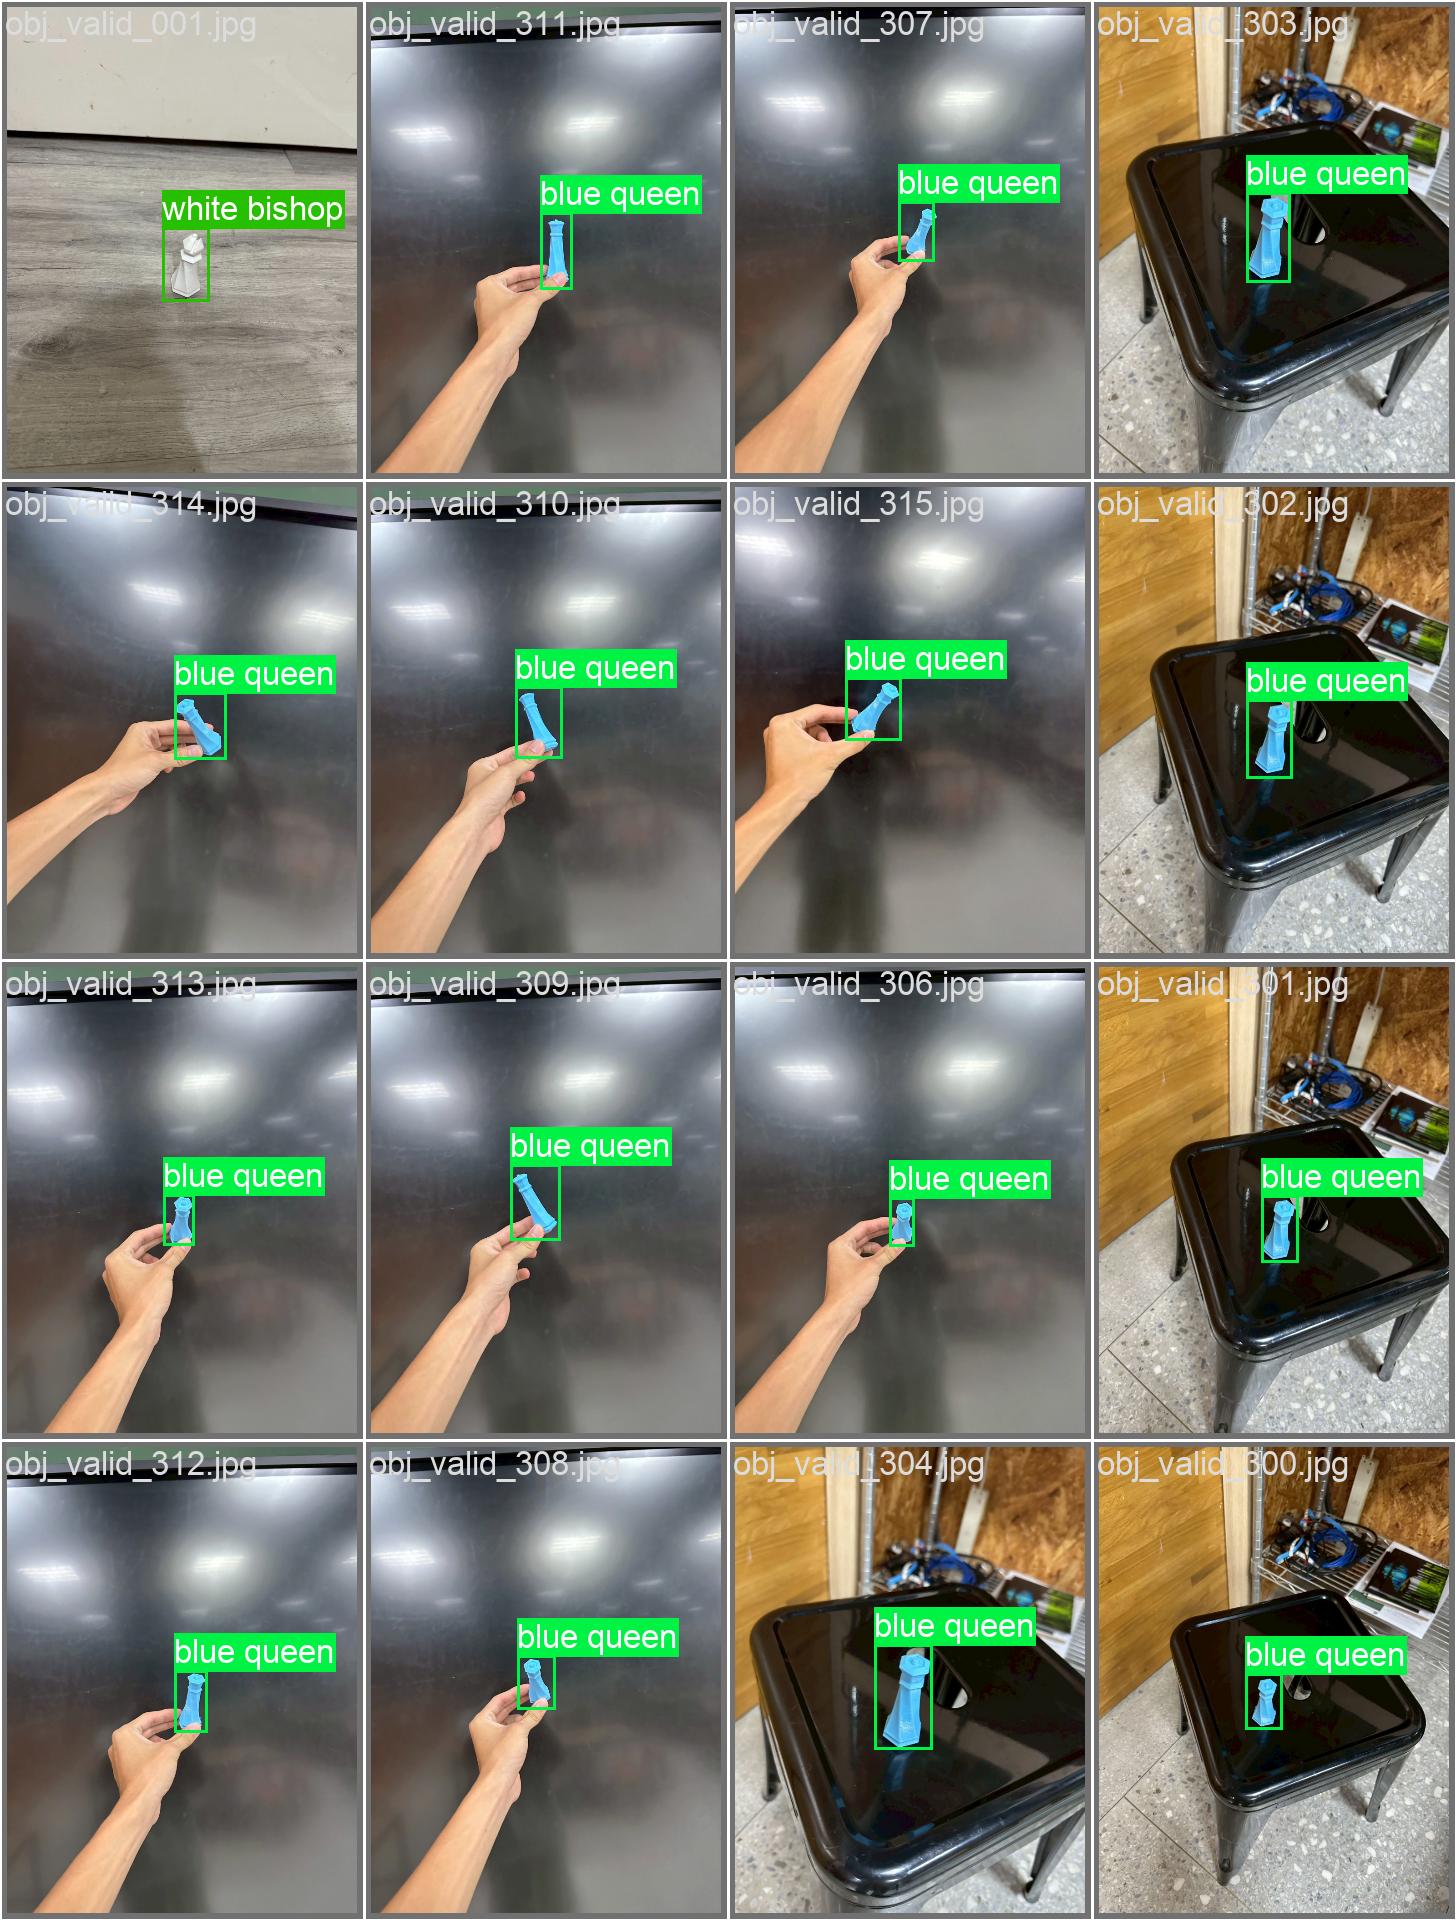 obj_valid_001.jpg
white bishop
obj_valid_311.jpg
blue queen
obj_valid_307.jpg
blue queen
obj_valid_303.jpg
blue queen
obj_valid_314.jpg
blue queen
obj_valid_310.jpg
blue queen
obj_valid_315.jpg
blue queen
obj_valid_302.jpg
blue queen
obj_valid_313.jpg
blue queen
obj_valid_309.jpg
blue queen
obj_valid_306.jpg
blue queen
obj_valid_301.jpg
blue queen
obj_valid_312.jpg
blue queen
obj_valid_308.jpg
blue queen
obj_valid_304.jpg
blue queen
obj_valid_300.jpg
blue queen